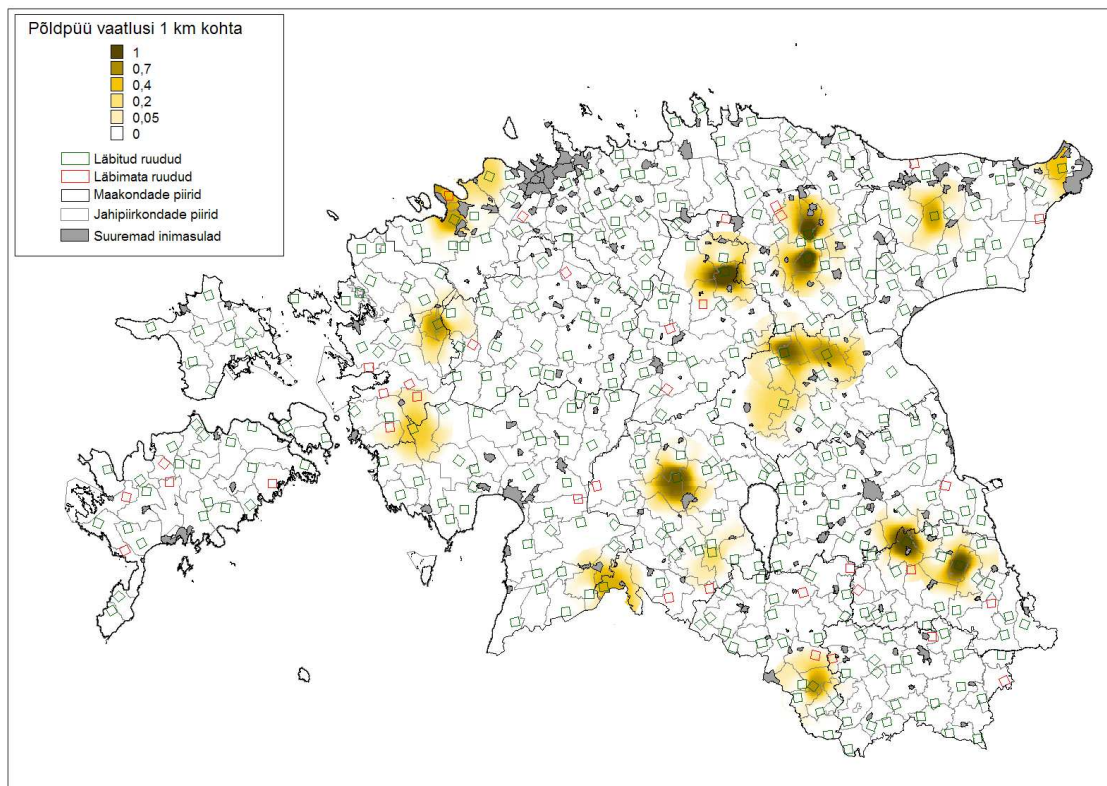 Põldpüü vaatlusi 1 km kohta
1
0,7
0,4
0,2
0,05
0
Läbitud ruudud
Läbimata ruudud
Maakondade piirid
Jahipiirkondade piirid
Suuremad inimasulad